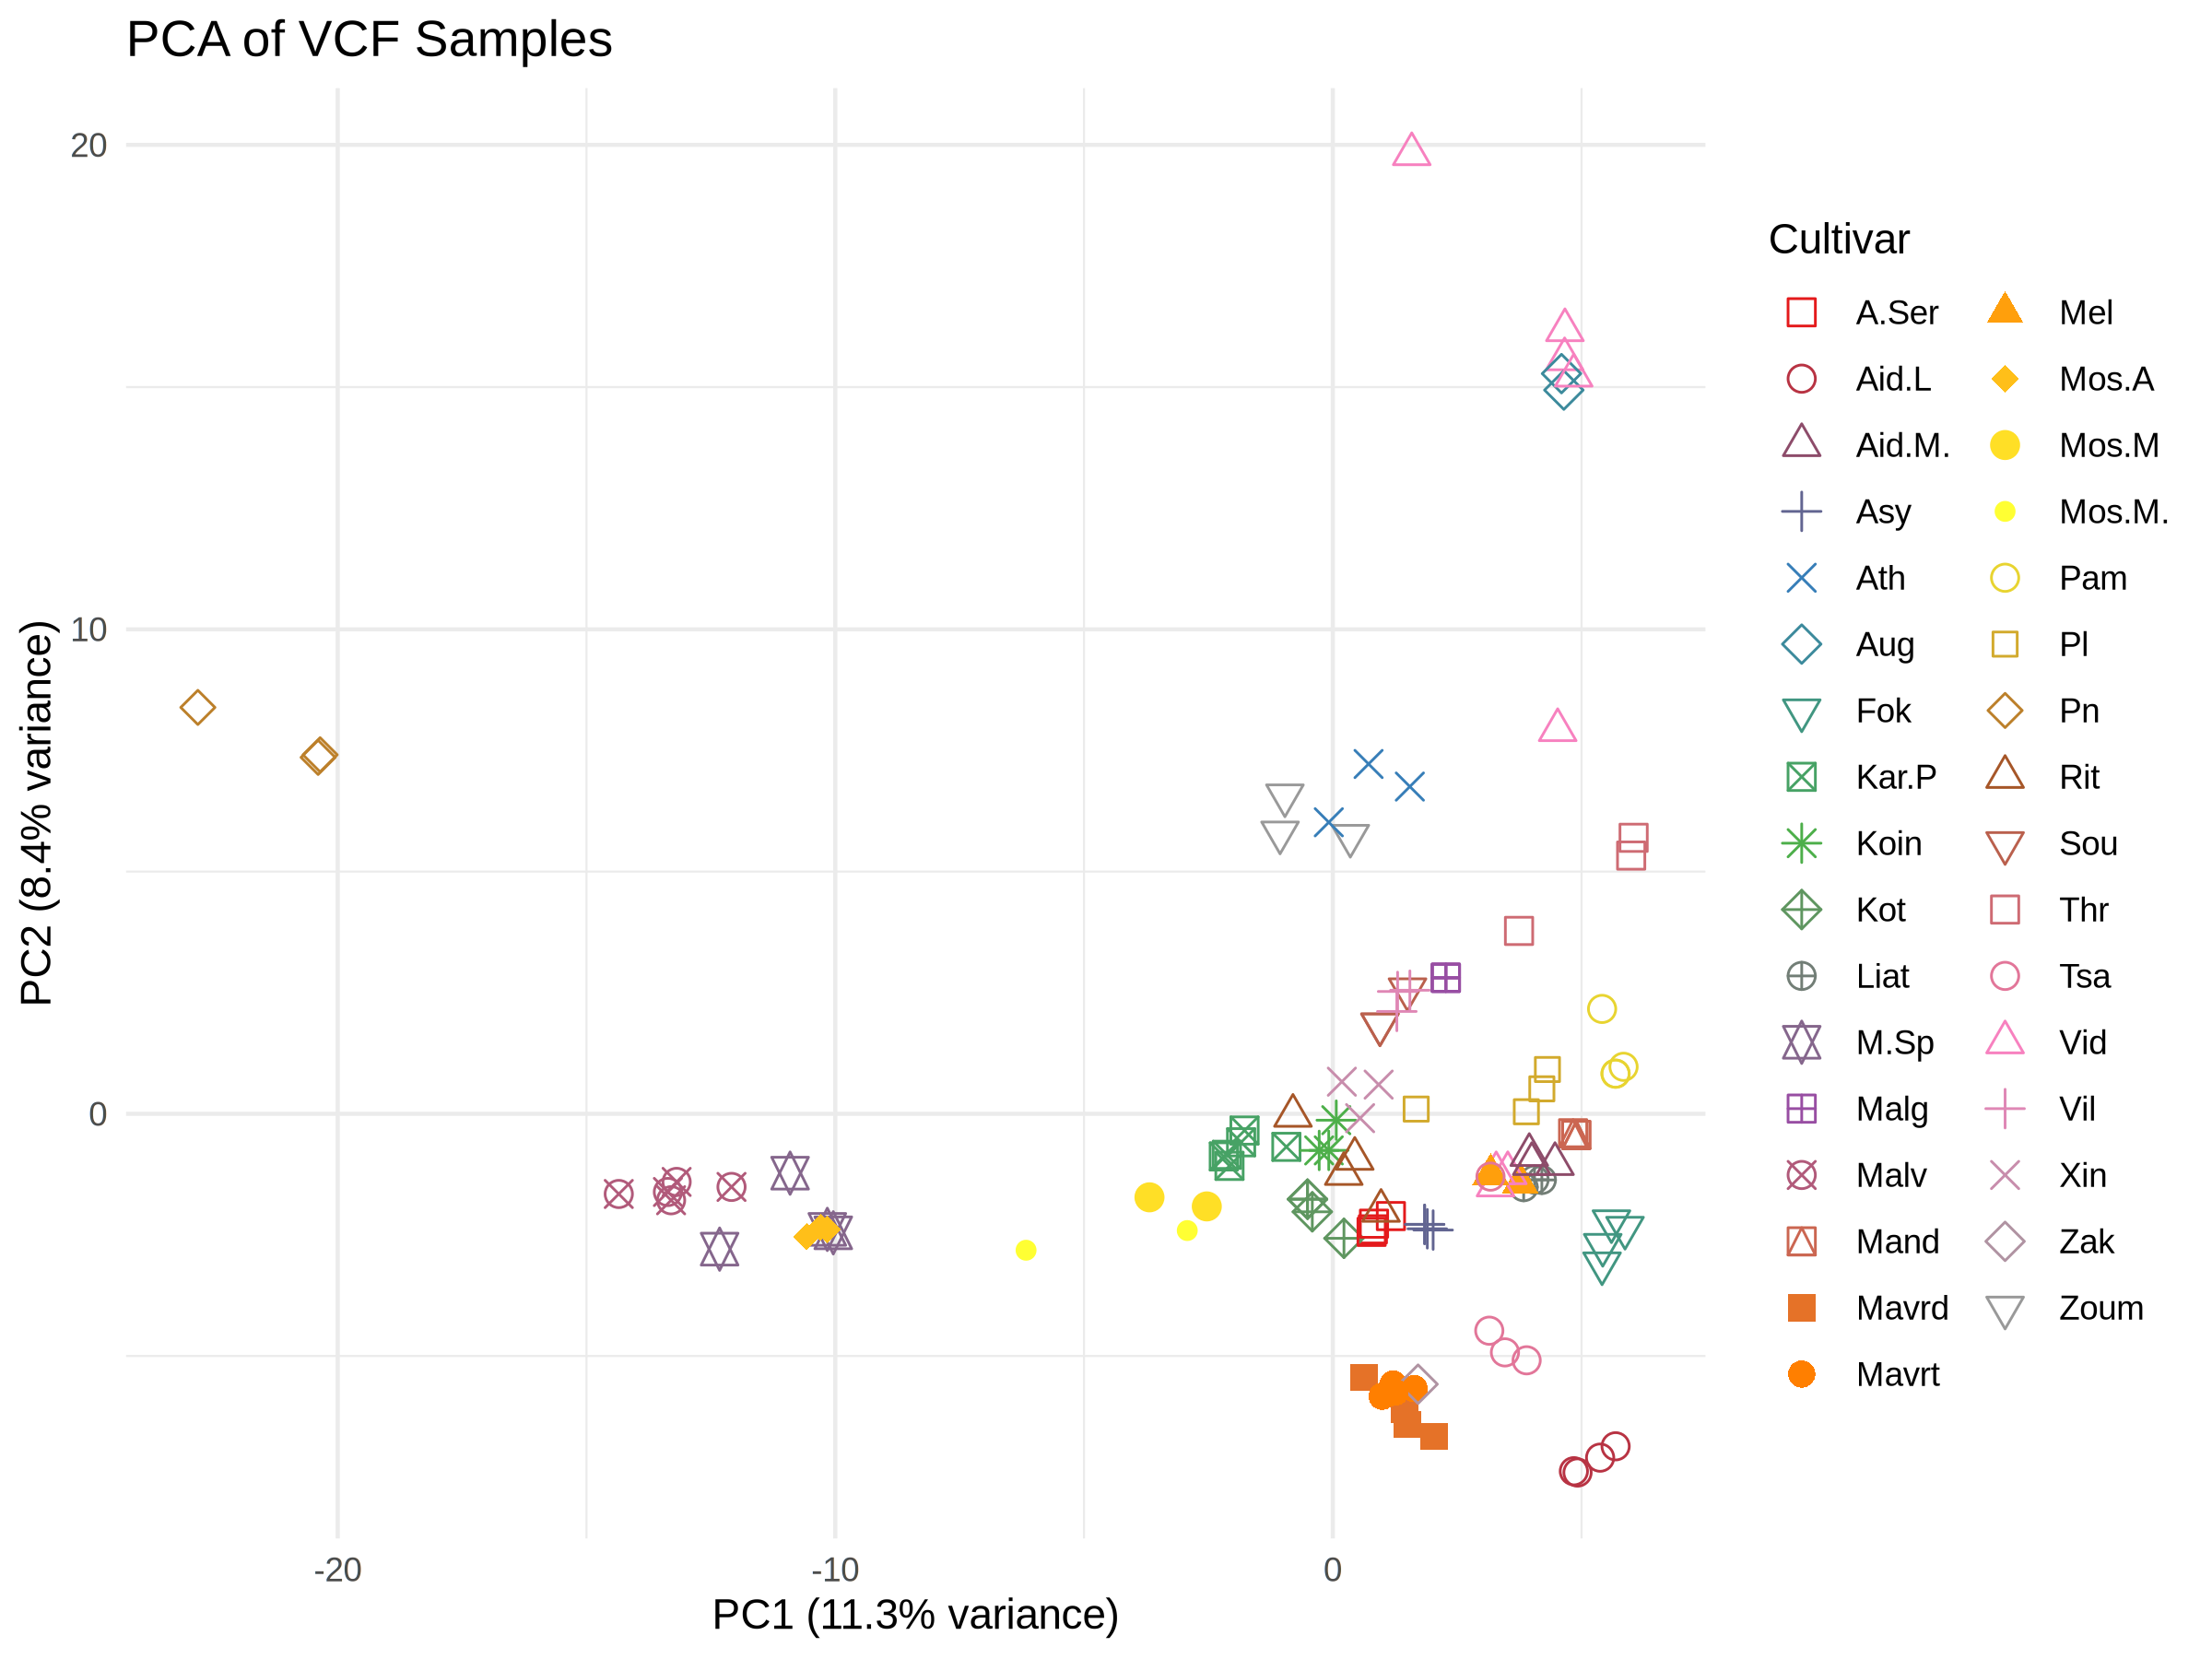 PCA of VCF Samples
20
10
0
PC2 (8.4% variance)
-20
-10
0
PC1 (11.3% variance)
Cultivar
A.Ser
Aid.L
Aid.M.
Asy
Ath
Aug
Fok
Kar.P
Koin
Kot
Liat
M.Sp
Malg
Malv
Mand
Mavrd
Mavrt
Mel
Mos.A
Mos.M
Mos.M.
Pam
Pl
Pn
Rit
Sou
Thr
Tsa
Vid
Vil
Xin
Zak
Zoum